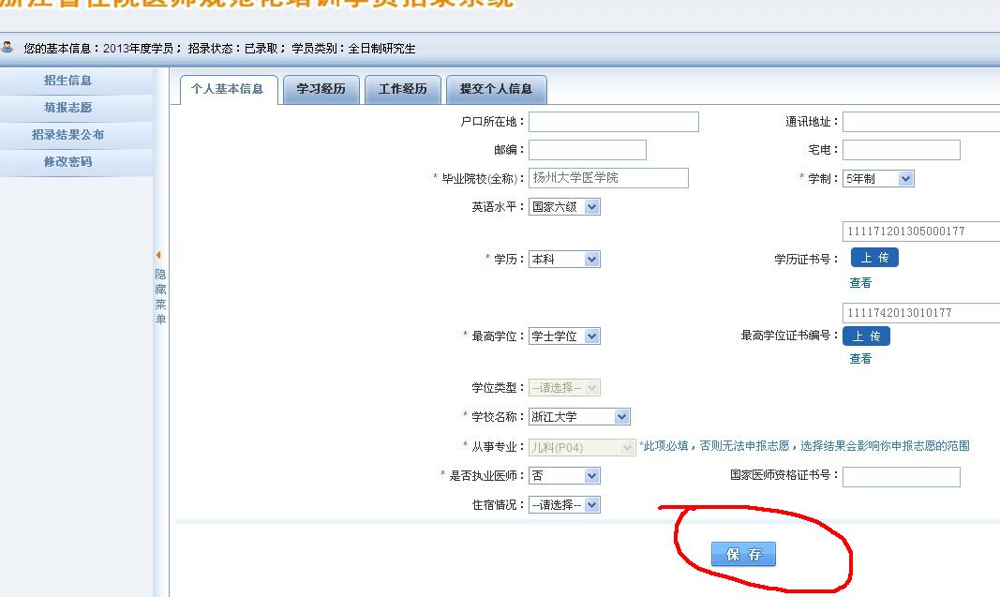 浙江省住院医师规范化培训学员招录系统
您的基本信息：2013年度学员； 招录状态：已录取； 学员类别：全日制研究生
招生信息
填报志愿
招录结果公布
修改密码
隐藏菜单
个人基本信息 学习经历 工作经历 提交个人信息
户口所在地： 通讯地址：
邮编： 宅电：
* 毕业院校(全称)： 扬州大学医学院 * 学制： 5年制
英语水平： 国家六级
111171201305000177
* 学历： 本科 学历证书号： 上 传
查看
1111742013010177
* 最高学位： 学士学位 最高学位证书编号： 上 传
查看
学位类型： --请选择--
* 学校名称： 浙江大学
* 从事专业： 儿科(P04) *此项必填，否则无法申报志愿，选择结果会影响你申报志愿的范围
* 是否执业医师： 否 国家医师资格证书号：
住宿情况： --请选择--
保 存